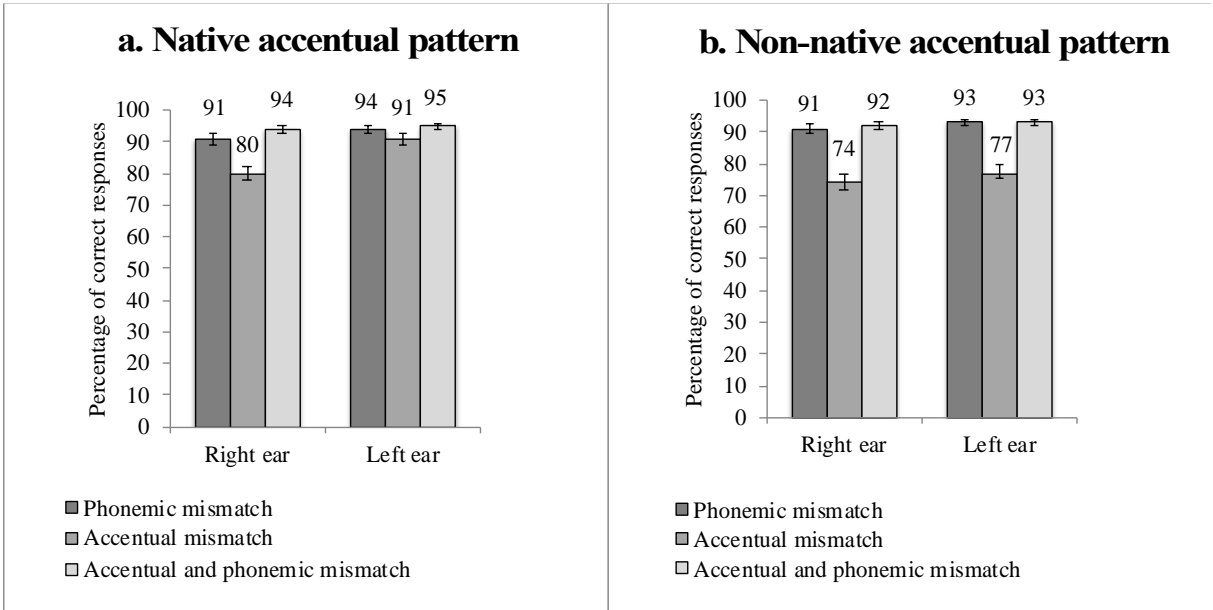 a. Native accentual pattern
Percentage of correct responses
100
90
80
70
60
50
40
30
20
10
0
91
80
94
94
91
95
Right ear
Left ear
Phonemic mismatch
Accentual mismatch
Accentual and phonemic mismatch
b. Non-native accentual pattern
Percentage of correct responses
100
90
80
70
60
50
40
30
20
10
0
91
74
92
93
77
93
Right ear
Left ear
Phonemic mismatch
Accentual mismatch
Accentual and phonemic mismatch